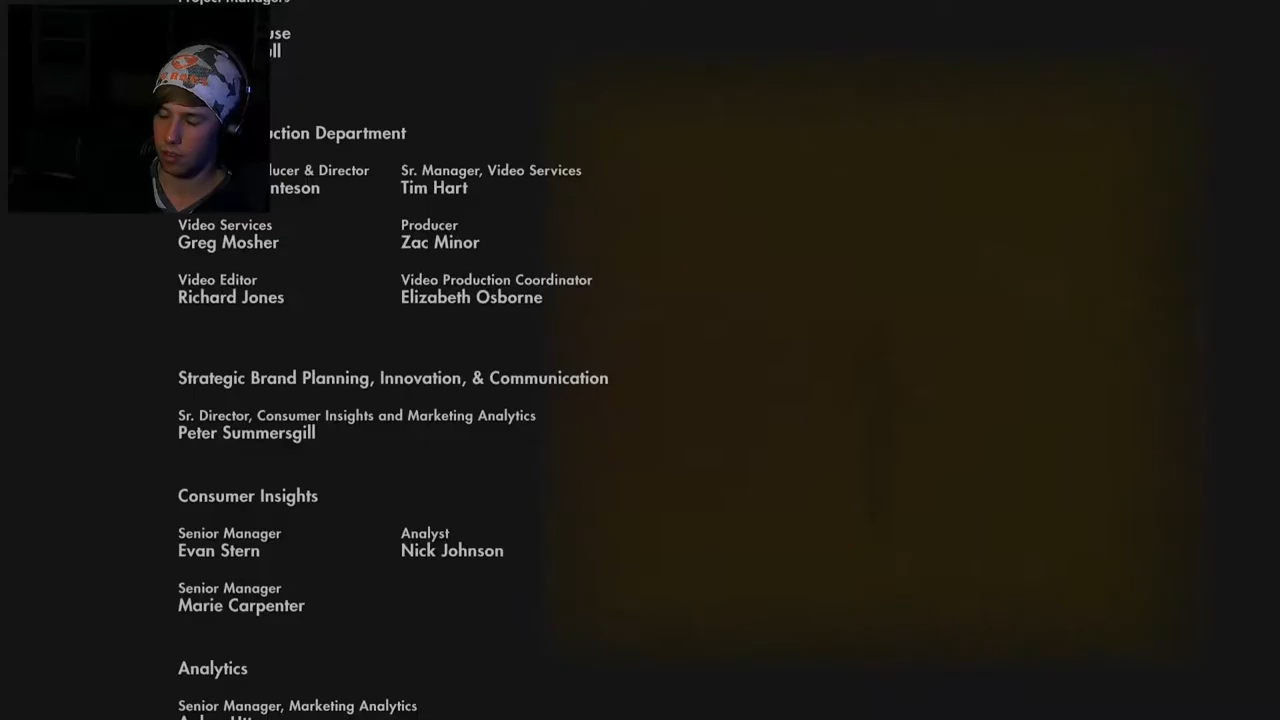 Project Managers
use
ll
uction Department
ucer & Director
nteson
Sr. Manager, Video Services
Tim Hart
Video Services
Greg Mosher
Producer
Zac Minor
Video Editor
Richard Jones
Video Production Coordinator
Elizabeth Osborne
Strategic Brand Planning, Innovation, & Communication
Sr. Director, Consumer Insights and Marketing Analytics
Peter Summersgill
Consumer Insights
Senior Manager
Evan Stern
Analyst
Nick Johnson
Senior Manager
Marie Carpenter
Analytics
Senior Manager, Marketing Analytics